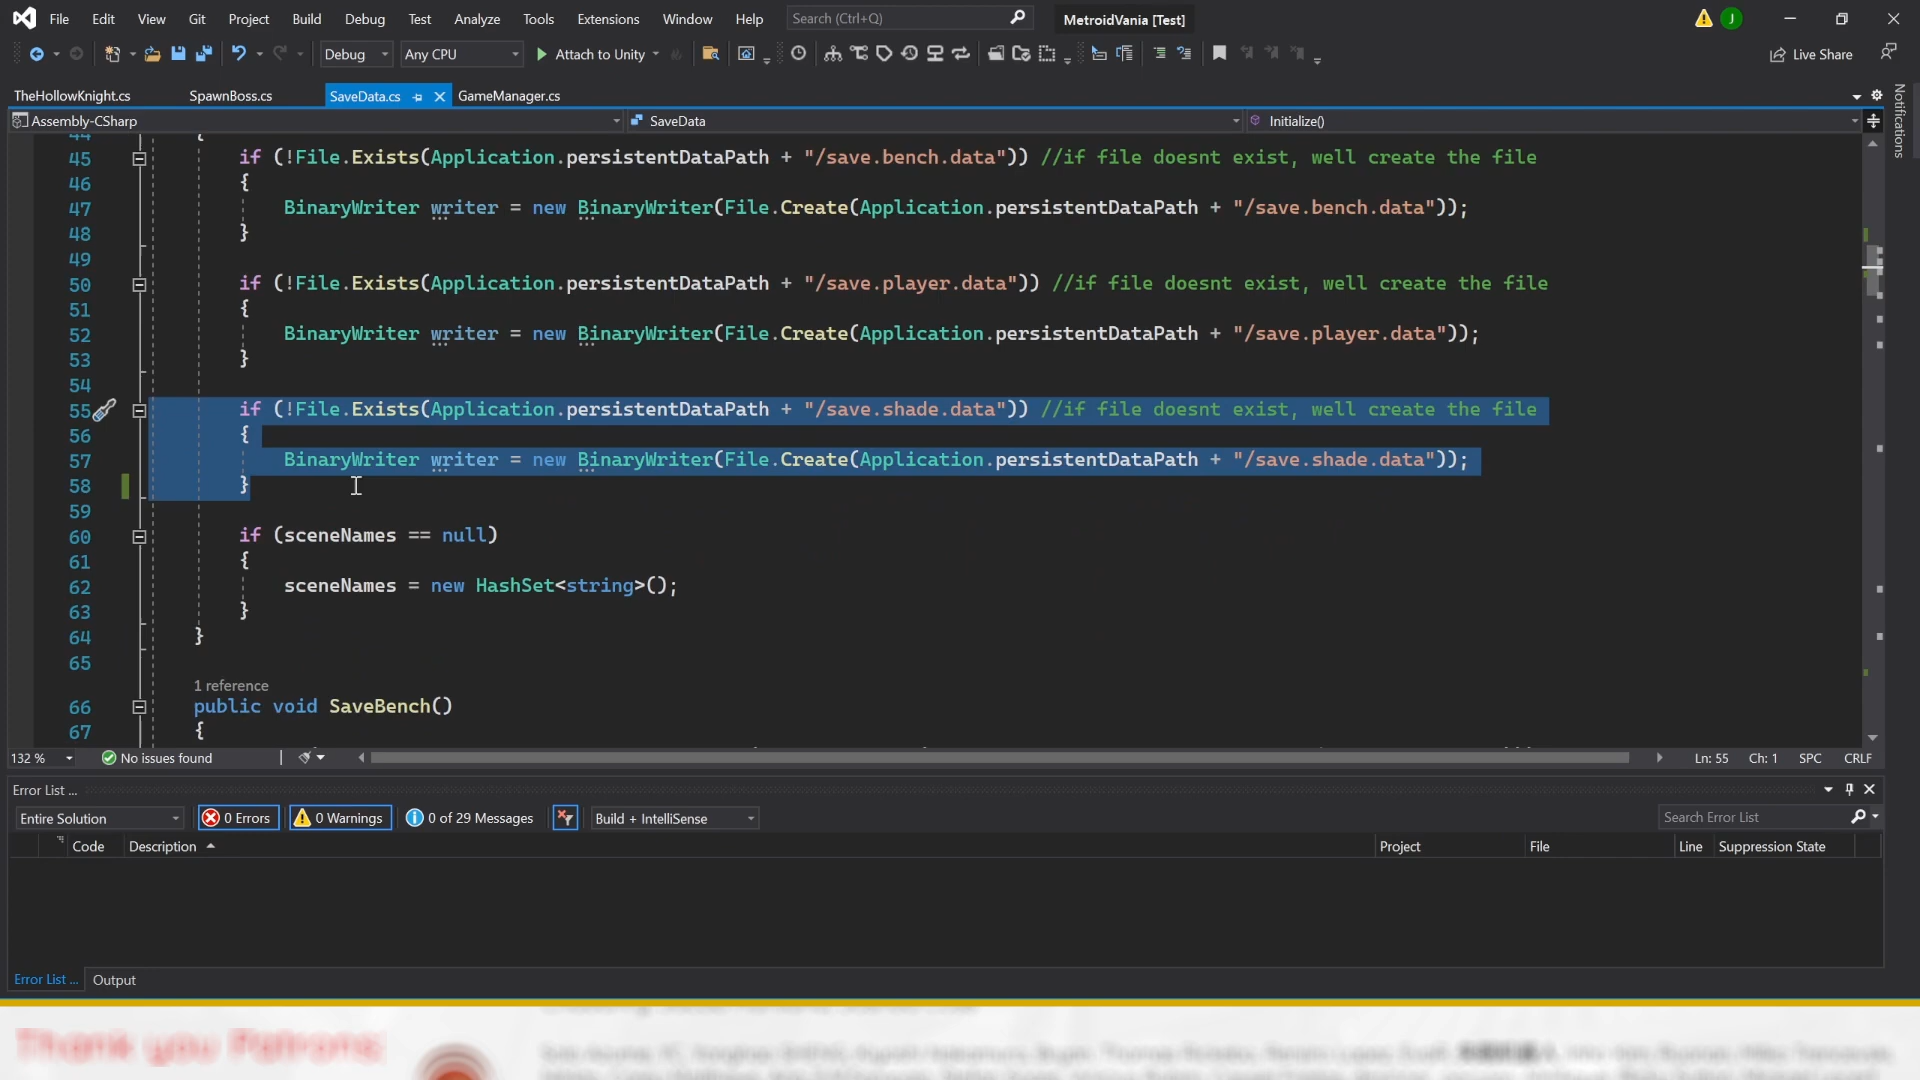 File Edit View Git Project Build Debug Test Analyze Tools Extensions Window Help Search (Ctrl+Q) MetroidVania [Test] J
Debug Any CPU Attach to Unity Live Share
TheHollowKnight.cs SpawnBoss.cs SaveData.cs GameManager.cs
Notifications
Assembly-CSharp SaveData Initialize()
44 {
45 if (!File.Exists(Application.persistentDataPath + "/save.bench.data")) //if file doesnt exist, well create the file
46 {
47 BinaryWriter writer = new BinaryWriter(File.Create(Application.persistentDataPath + "/save.bench.data"));
48 }
49
50 if (!File.Exists(Application.persistentDataPath + "/save.player.data")) //if file doesnt exist, well create the file
51 {
52 BinaryWriter writer = new BinaryWriter(File.Create(Application.persistentDataPath + "/save.player.data"));
53 }
54
55 if (!File.Exists(Application.persistentDataPath + "/save.shade.data")) //if file doesnt exist, well create the file
56 {
57 BinaryWriter writer = new BinaryWriter(File.Create(Application.persistentDataPath + "/save.shade.data"));
58 }
59
60 if (sceneNames == null)
61 {
62 sceneNames = new HashSet<string>();
63 }
64 }
65
1 reference
66 public void SaveBench()
67 {
132 % No issues found Ln: 55 Ch: 1 SPC CRLF
Error List ...
Entire Solution 0 Errors 0 Warnings 0 of 29 Messages Build + IntelliSense Search Error List
Code Description Project File Line Suppression State
Error List ... Output
Thank you Patrons